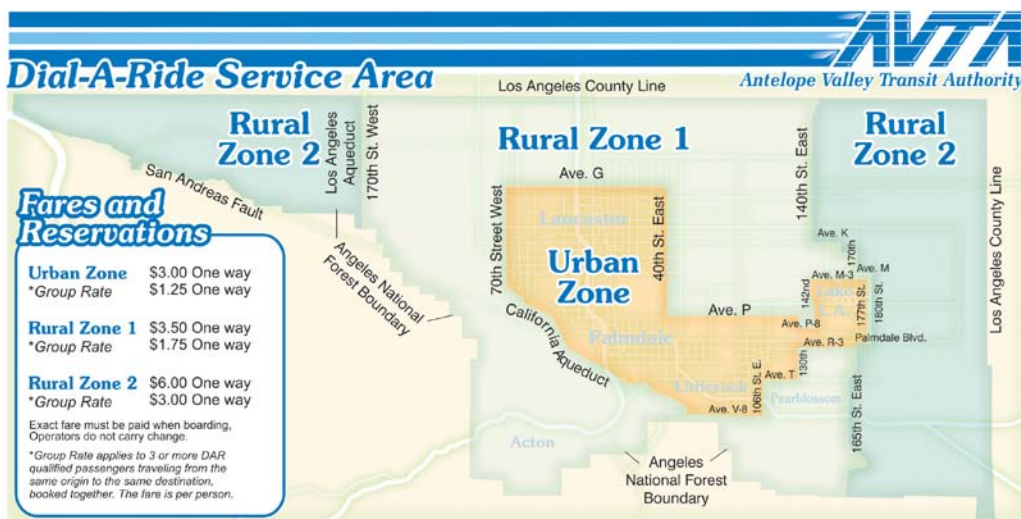 AVTA
Antelope Valley Transit Authority
Dial-A-Ride Service Area
Los Angeles County Line
Rural
Zone 2
Los Angeles
Aqueduct
170th St. West
Rural Zone 1
140th St. East
Rural
Zone 2
San Andreas Fault
Ave. G
Lancaster
70th Street West
40th St. East
Urban
Zone
Ave. K
170th
Ave. M-3
Ave. M
142nd
Lake
L.A.
177th St.
180th St.
Los Angeles County Line
Angeles National
Forest Boundary
California Aqueduct
Palmdale
Ave. P
Ave. P-8
Ave. R-3
Palmdale Blvd.
130th
Ave. T
106th St. E.
Littlerock
Pearblossom
Ave. V-8
165th St. East
Acton
Angeles
National Forest
Boundary
Fares and
Reservations
Urban Zone $3.00 One way
*Group Rate $1.25 One way
Rural Zone 1 $3.50 One way
*Group Rate $1.75 One way
Rural Zone 2 $6.00 One way
*Group Rate $3.00 One way
Exact fare must be paid when boarding,
Operators do not carry change.
*Group Rate applies to 3 or more DAR
qualified passengers traveling from the
same origin to the same destination,
booked together. The fare is per person.